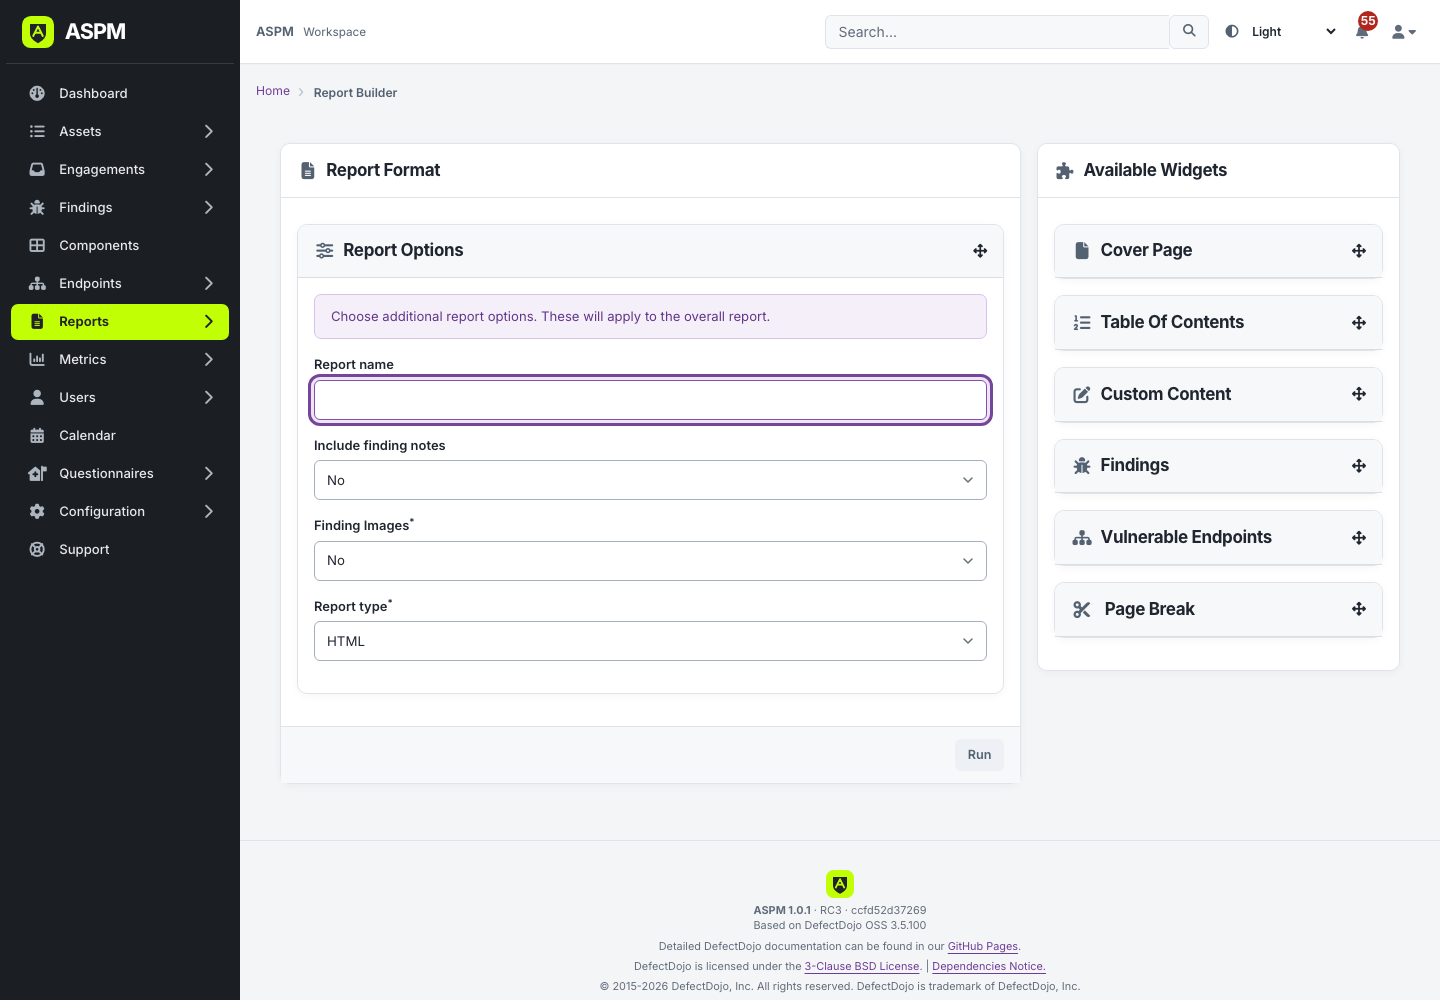 ASPM
ASPM Workspace
Search...
Light
55
Dashboard
Assets
Engagements
Findings
Components
Endpoints
Reports
Metrics
Users
Calendar
Questionnaires
Configuration
Support
Home
Report Builder
Report Format
Report Options
Choose additional report options. These will apply to the overall report.
Report name
Include finding notes
No
Finding Images*
No
Report type*
HTML
Run
Available Widgets
Cover Page
Table Of Contents
Custom Content
Findings
Vulnerable Endpoints
Page Break
ASPM 1.0.1 · RC3 · ccfd52d37269
Based on DefectDojo OSS 3.5.100
Detailed DefectDojo documentation can be found in our GitHub Pages.
DefectDojo is licensed under the 3-Clause BSD License. | Dependencies Notice.
© 2015-2026 DefectDojo, Inc. All rights reserved. DefectDojo is trademark of DefectDojo, Inc.